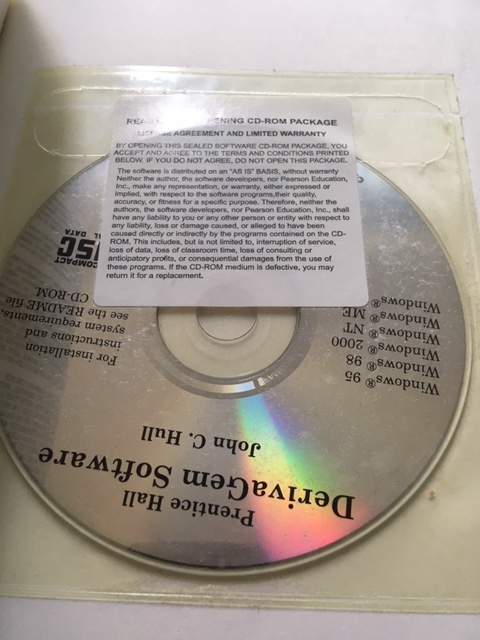 REA PENING CD-ROM PACKAGE
LICENSE AGREEMENT AND LIMITED WARRANTY
BY OPENING THIS SEALED SOFTWARE CD-ROM PACKAGE, YOU
ACCEPT AND AGREE TO THE TERMS AND CONDITIONS PRINTED
BELOW. IF YOU DO NOT AGREE, DO NOT OPEN THIS PACKAGE.
The software is distributed on an "AS IS" BASIS, without warranty
Neither the author, the software developers, nor Pearson Education,
Inc., make any representation, or warranty, either expressed or
implied, with respect to the software programs,their quality,
accuracy, or fitness for a specific purpose. Therefore, neither the
authors, the software developers, nor Pearson Education, Inc., shall
have any liability to you or any other person or entity with respect to
any liability, loss or damage caused, or alleged to have been
caused directly or indirectly by the programs contained on the CD-
ROM. This includes, but is not limited to, interruption of service,
loss of data, loss of classroom time, loss of consulting or
anticipatory profits, or consequential damages from the use of
these programs. If the CD-ROM medium is defective, you may
return it for a replacement.
Prentice Hall
DerivaGem Software
John C. Hull
Windows® 95
Windows® 98
Windows® 2000
Windows® NT
Windows® ME
Windows®
For installation
instructions and
system requirements,
see the README file
CD-ROM.
COMPACT
DISC
AL DATA